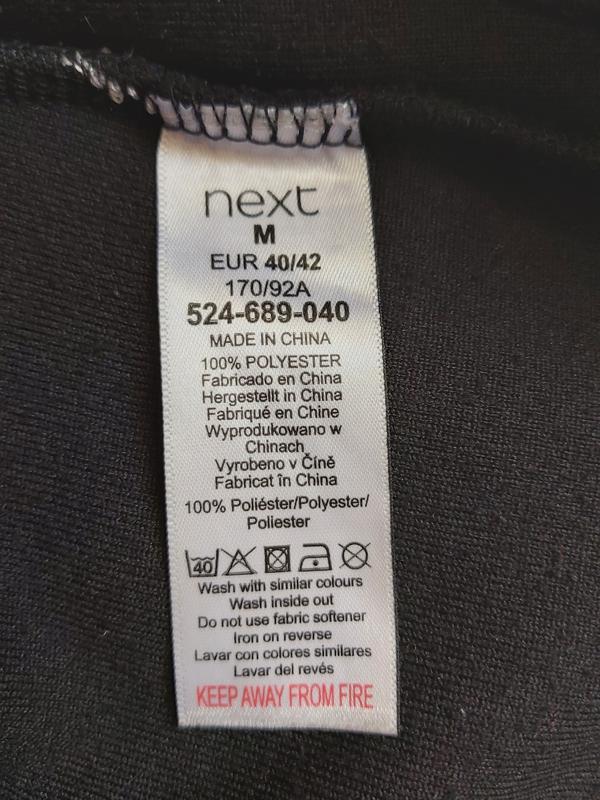 next
M
EUR 40/42
170/92A
524-689-040
MADE IN CHINA
100% POLYESTER
Fabricado en China
Hergestellt in China
Fabriqué en Chine
Wyprodukowano w
Chinach
Vyrobeno v Číně
Fabricat în China
100% Poliéster/Polyester/
Poliester
40
Wash with similar colours
Wash inside out
Do not use fabric softener
Iron on reverse
Lavar con colores similares
Lavar del revés
KEEP AWAY FROM FIRE